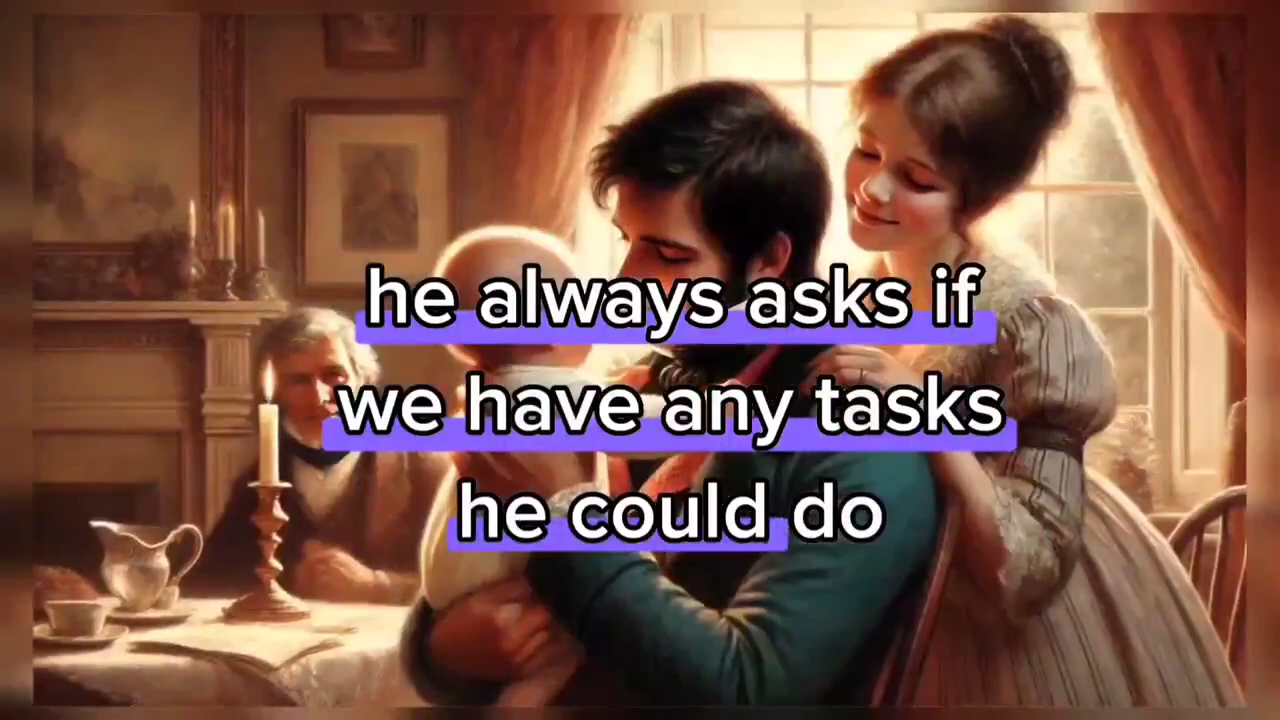 he always asks if
we have any tasks
he could do